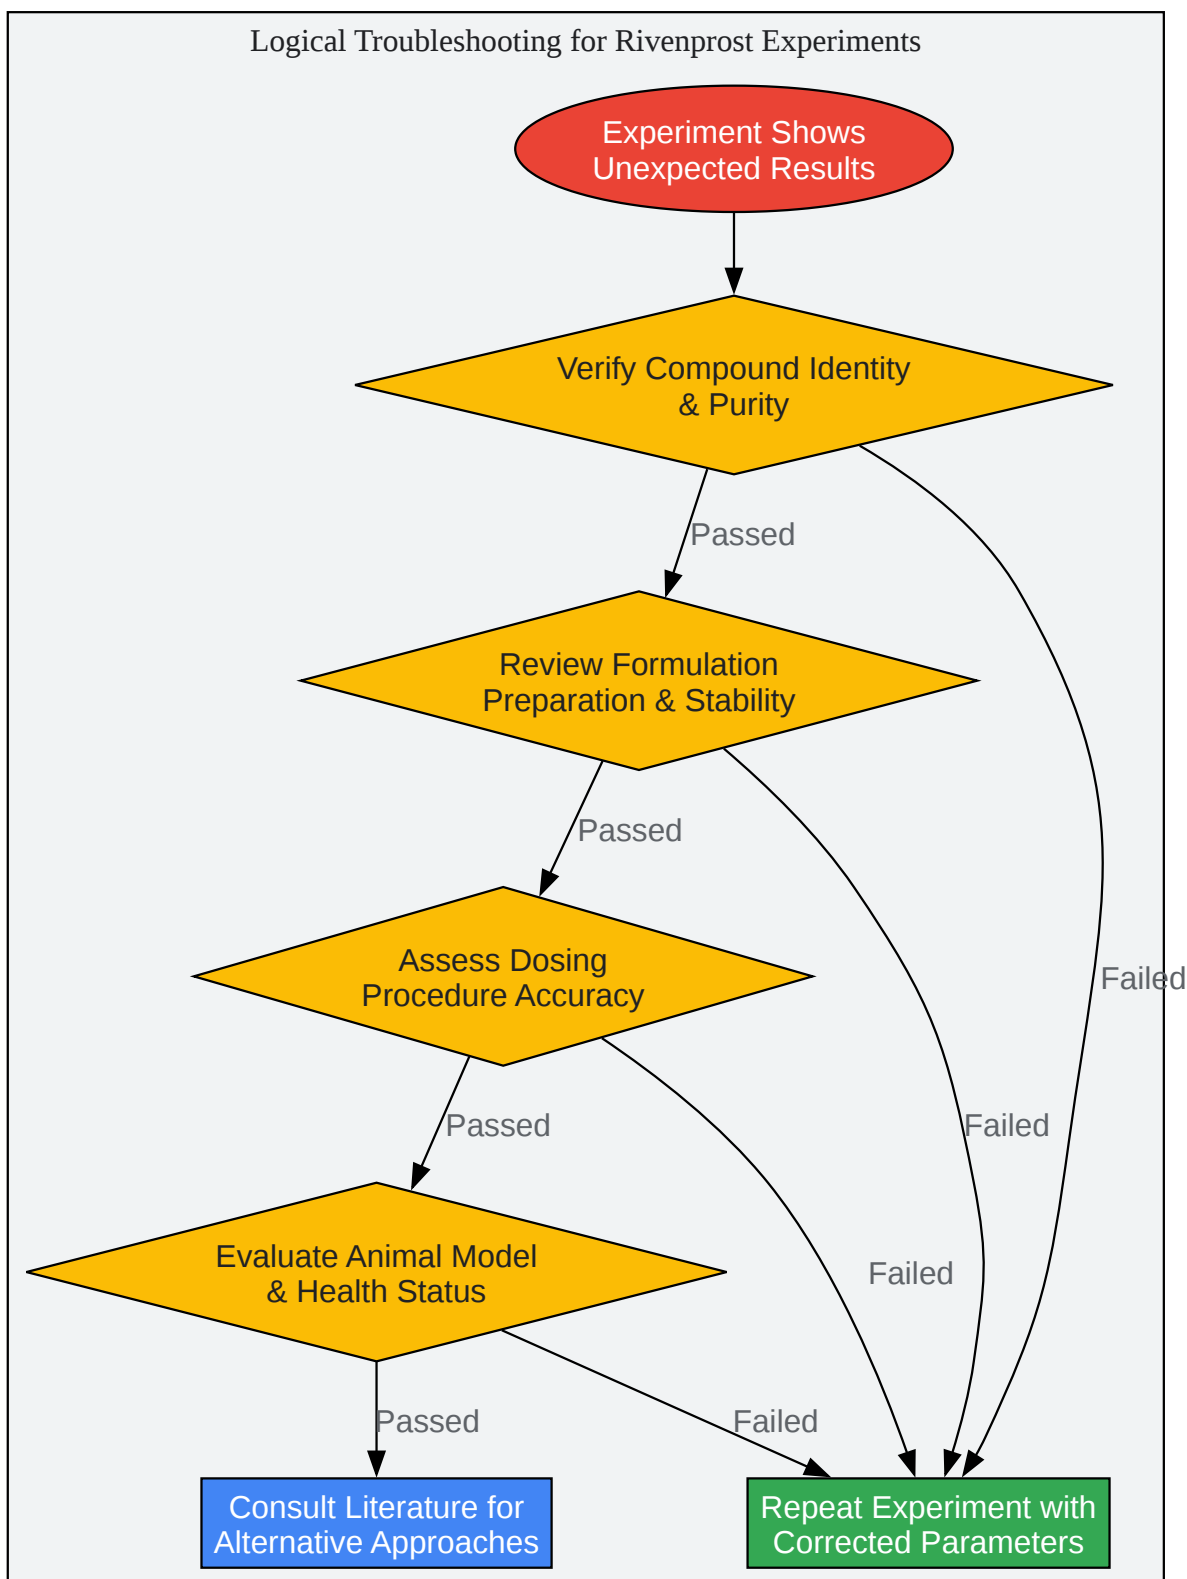 Logical Troubleshooting for Rivenprost Experiments
Experiment Shows
Unexpected Results
Verify Compound Identity
& Purity
Passed
Review Formulation
Preparation & Stability
Passed
Assess Dosing
Procedure Accuracy
Failed
Passed
Failed
Evaluate Animal Model
& Health Status
Failed
Passed
Failed
Consult Literature for
Alternative Approaches
Repeat Experiment with
Corrected Parameters